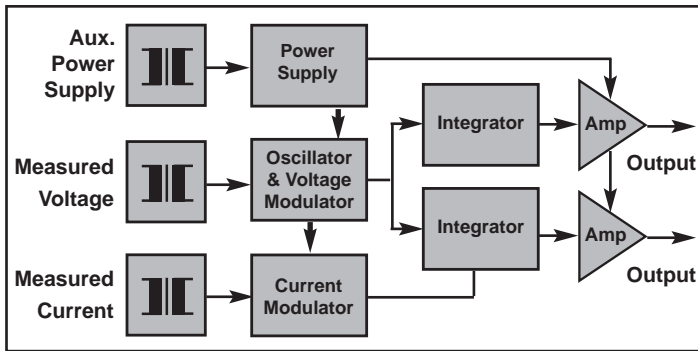 Aux.
Power
Supply
Power
Supply
Integrator
Amp
Output
Measured
Voltage
Oscillator
& Voltage
Modulator
Integrator
Amp
Output
Measured
Current
Current
Modulator